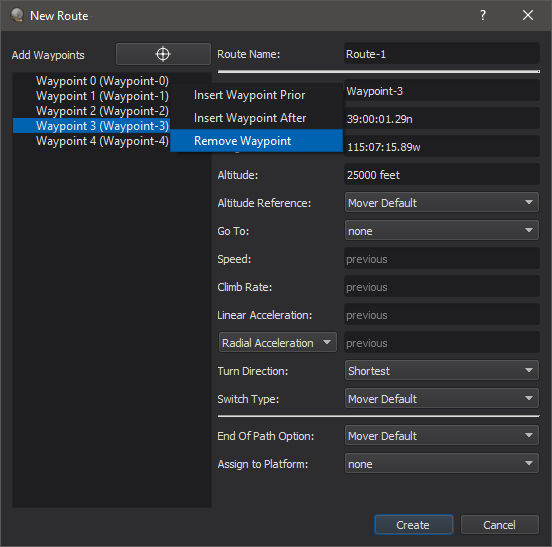 New Route
?
Add Waypoints
Waypoint 0 (Waypoint-0)
Waypoint 1 (Waypoint-1)
Waypoint 2 (Waypoint-2)
Waypoint 3 (Waypoint-3)
Waypoint 4 (Waypoint-4)
Insert Waypoint Prior
Insert Waypoint After
Remove Waypoint
Route Name: Route-1
Waypoint-3
39:00:01.29n
115:07:15.89w
Altitude: 25000 feet
Altitude Reference: Mover Default
Go To: none
Speed: previous
Climb Rate: previous
Linear Acceleration: previous
Radial Acceleration previous
Turn Direction: Shortest
Switch Type: Mover Default
End Of Path Option: Mover Default
Assign to Platform: none
Create Cancel